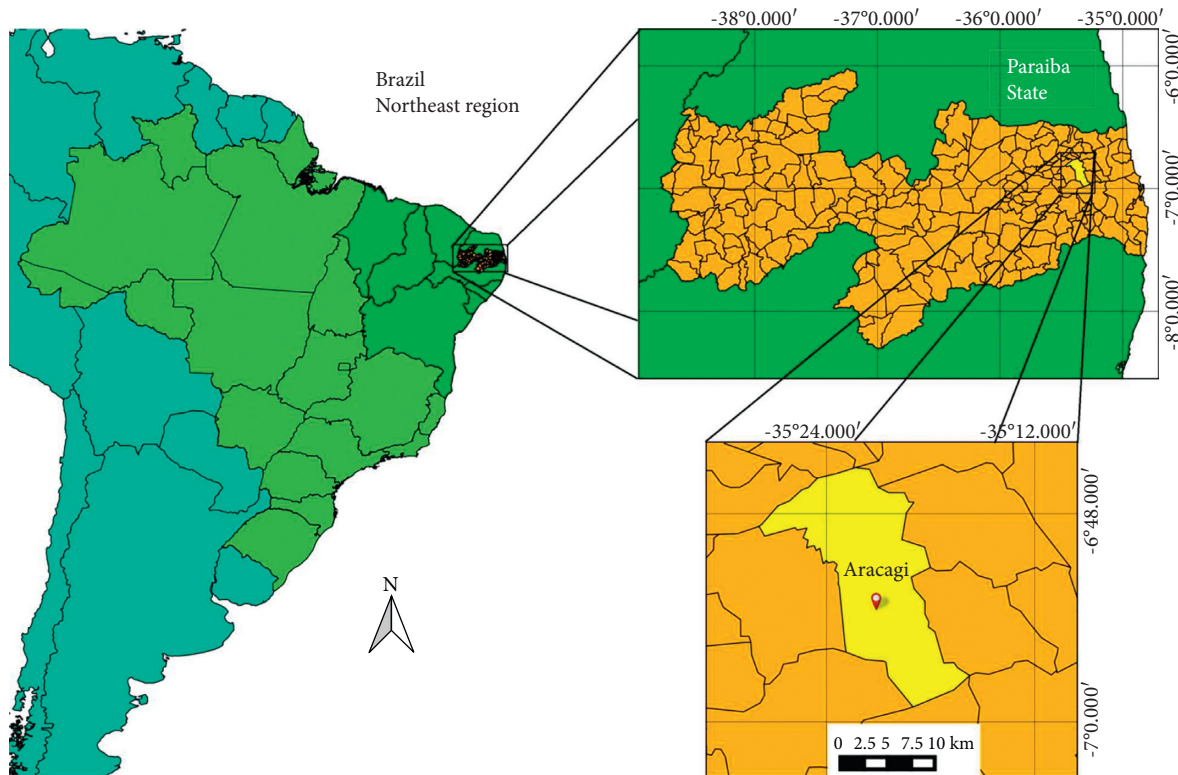 Brazil
Northeast region
N
-38°0.000′ -37°0.000′ -36°0.000′ -35°0.000′
Paraiba
State
-6°0.000′
-7°0.000′
-8°0.000′
-35°24.000′ -35°12.000′
Aracagi
-6°48.000′
-7°0.000′
0 2.5 5 7.5 10 km